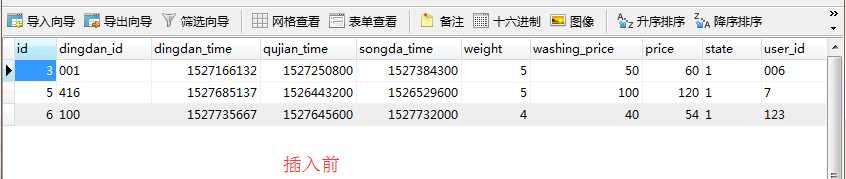 导入向导 导出向导 筛选向导 网格查看 表单查看 备注 十六进制 图像 升序排序 降序排序
id dingdan_id dingdan_time qujian_time songda_time weight washing_price price state user_id
3 001 1527166132 1527250800 1527384300 5 50 60 1 006
5 416 1527685137 1526443200 1526529600 5 100 120 1 7
6 100 1527735667 1527645600 1527732000 4 40 54 1 123
插入前